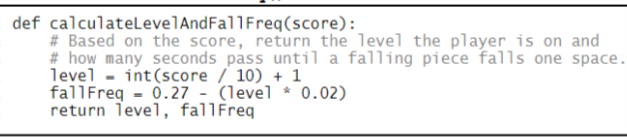 def calculateLevelAndFallFreq(score):
# Based on the score, return the level the player is on and
# how many seconds pass until a falling piece falls one space.
level = int(score / 10) + 1
fallFreq = 0.27 - (level * 0.02)
return level, fallFreq